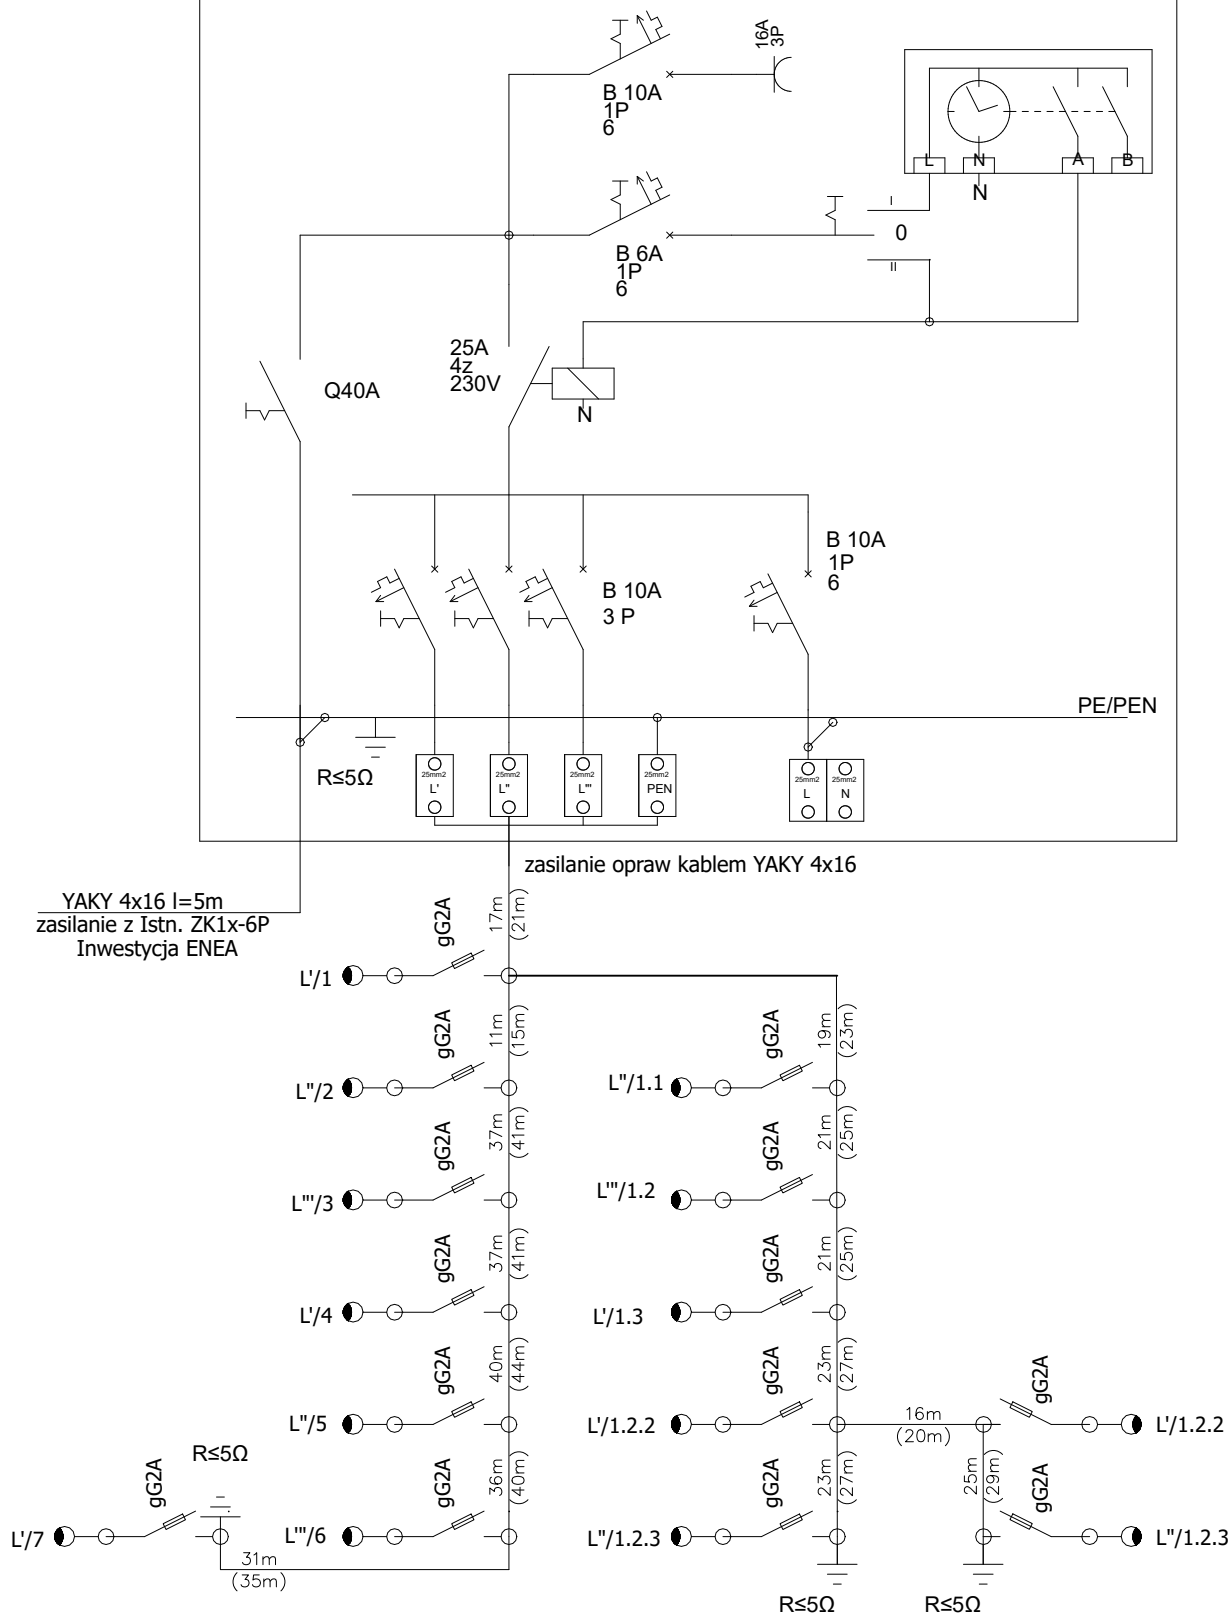 16A
3P
B 10A
1P
6
L
N
A
B
N
I
0
II
B 6A
1P
6
25A
4z
230V
Q40A
N
B 10A
1P
6
B 10A
3 P
PE/PEN
R≤5Ω
25mm2
L'
25mm2
L"
25mm2
L"'
25mm2
PEN
25mm2
L
25mm2
N
zasilanie opraw kablem YAKY 4x16
YAKY 4x16 l=5m
zasilanie z Istn. ZK1x-6P
Inwestycja ENEA
17m
(21m)
gG2A
L'/1
11m
(15m)
gG2A
L"/2
19m
(23m)
gG2A
L"/1.1
37m
(41m)
gG2A
L"'/3
21m
(25m)
gG2A
L"'/1.2
37m
(41m)
gG2A
L'/4
21m
(25m)
gG2A
L'/1.3
40m
(44m)
gG2A
L"/5
23m
(27m)
gG2A
L'/1.2.2
16m
(20m)
gG2A
L'/1.2.2
R≤5Ω
gG2A
L'/7
36m
(40m)
gG2A
L"'/6
23m
(27m)
gG2A
L"/1.2.3
25m
(29m)
gG2A
L"/1.2.3
31m
(35m)
R≤5Ω
R≤5Ω